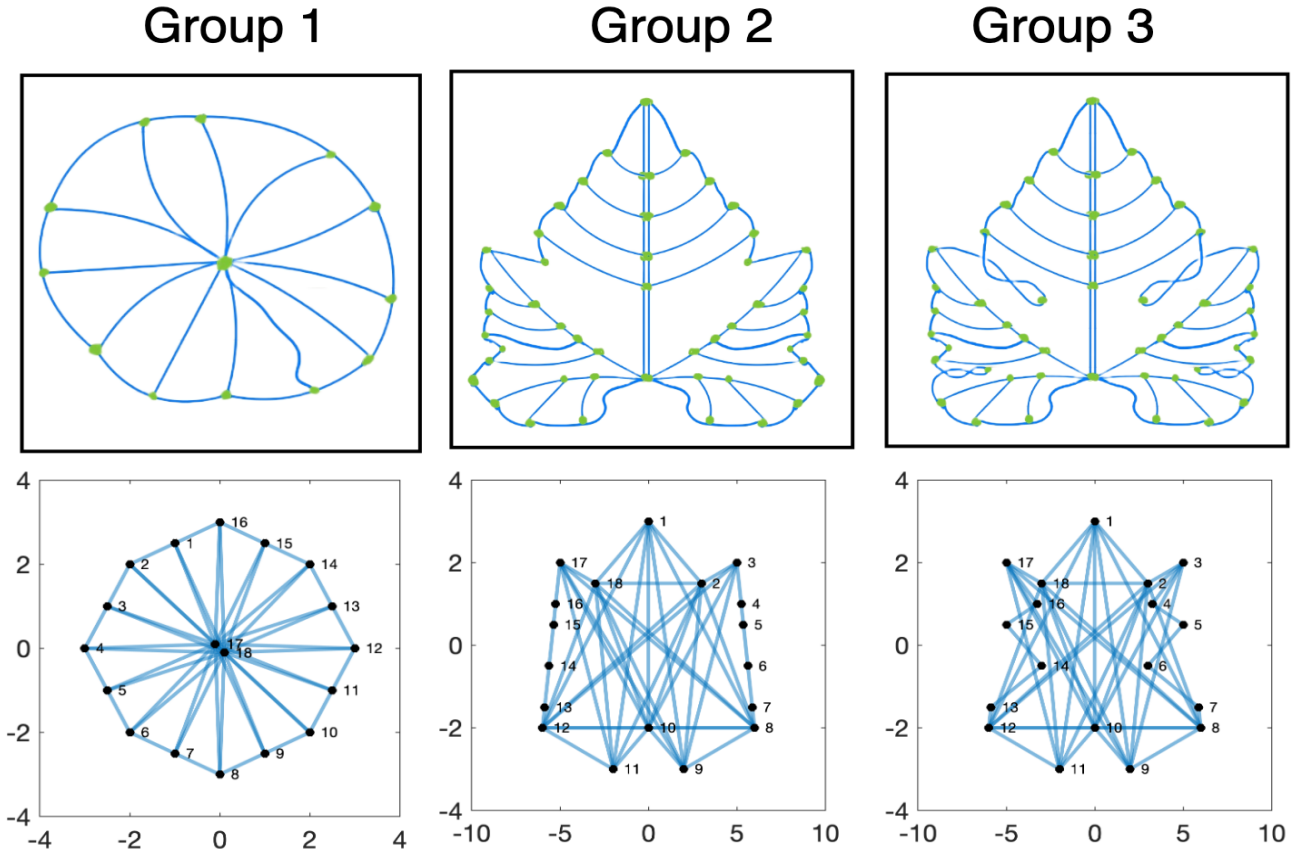 Group 1 Group 2 Group 3
4 4 4
16 1 1
1 15
2 14 17 3 17 3
2 2 2
18 2 18 2
3 13 16 4 16 4
15 5 15 5
17
0 4 18 12 0 0
14 6 14 6
5 11
13 7 13 7
-2 6 10 -2 12 10 8 -2 12 10 8
7 9
8 11 9 11 9
-4 -4 -4
-4 -2 0 2 4 -10 -5 0 5 10 -10 -5 0 5 10